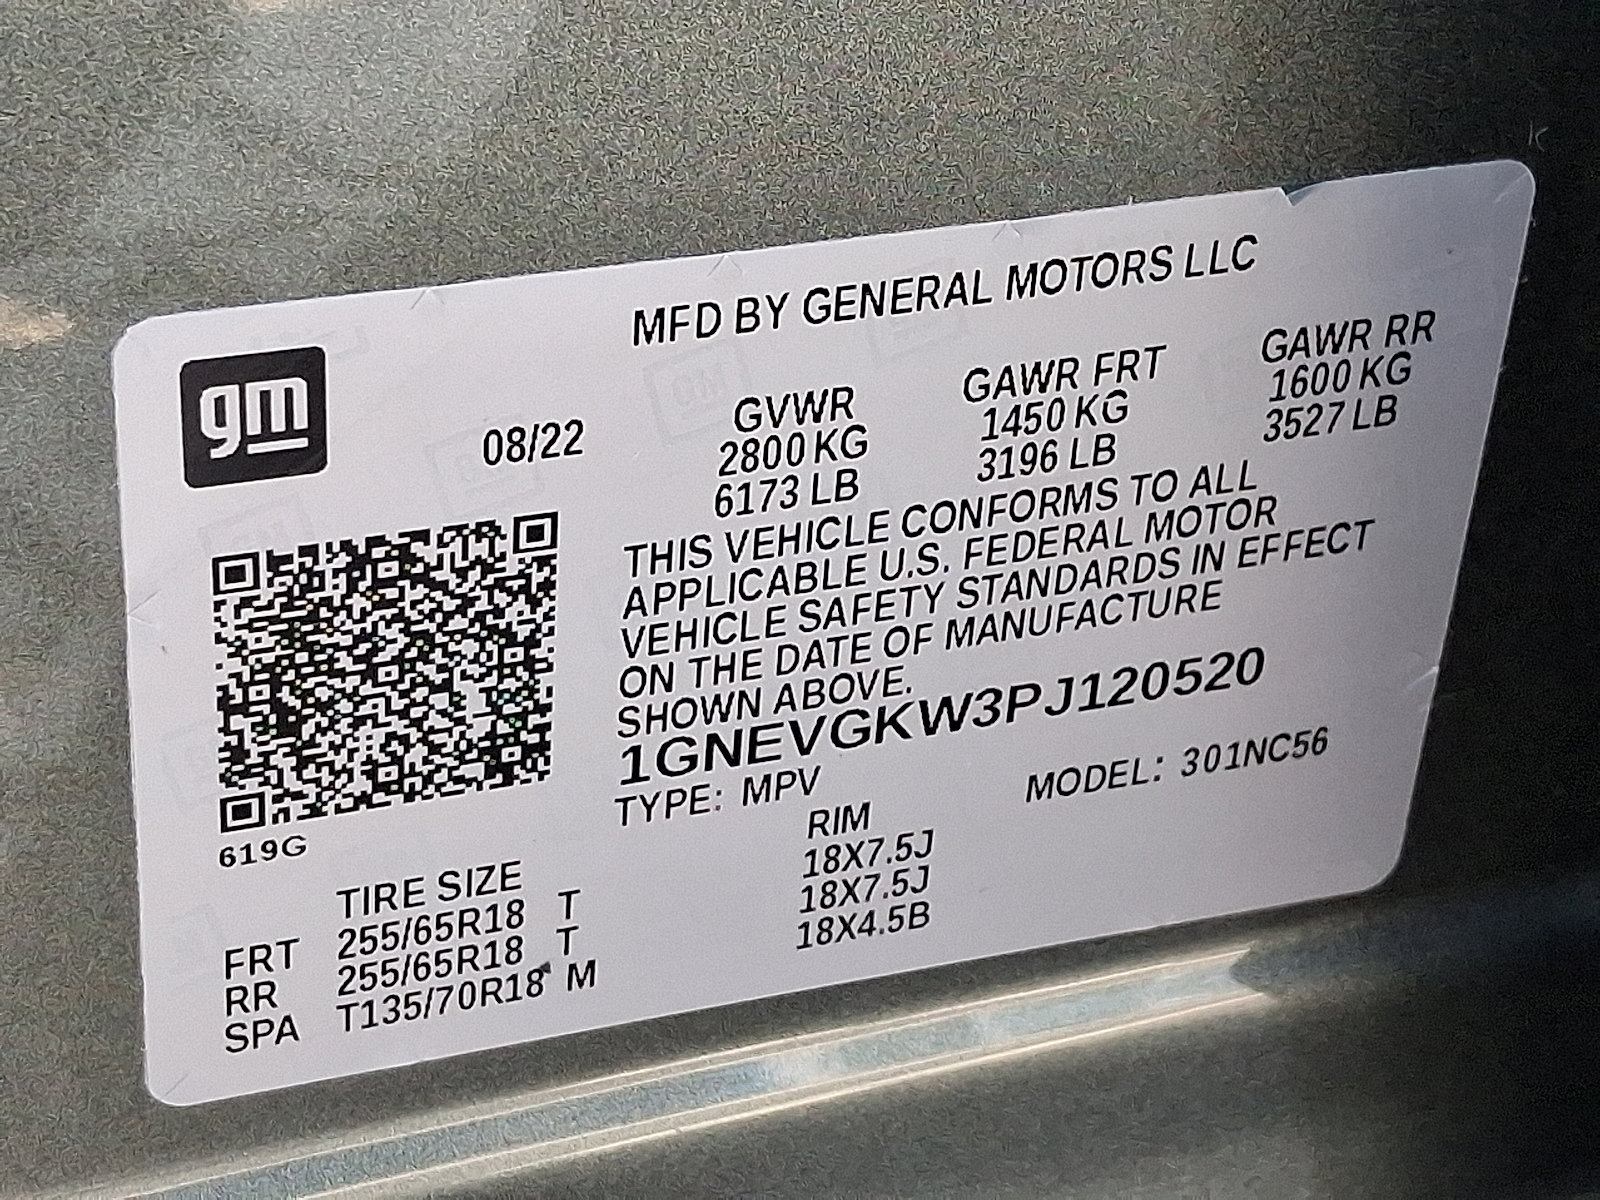 MFD BY GENERAL MOTORS LLC
gm
08/22
GVWR GAWR FRT GAWR RR
2800 KG 1450 KG 1600 KG
6173 LB 3196 LB 3527 LB
THIS VEHICLE CONFORMS TO ALL
APPLICABLE U.S. FEDERAL MOTOR
VEHICLE SAFETY STANDARDS IN EFFECT
ON THE DATE OF MANUFACTURE
SHOWN ABOVE.
1GNEVGKW3PJ120520
TYPE: MPV MODEL: 301NC56
619G
TIRE SIZE RIM
FRT 255/65R18 T 18X7.5J
RR 255/65R18 T 18X7.5J
SPA T135/70R18 M 18X4.5B